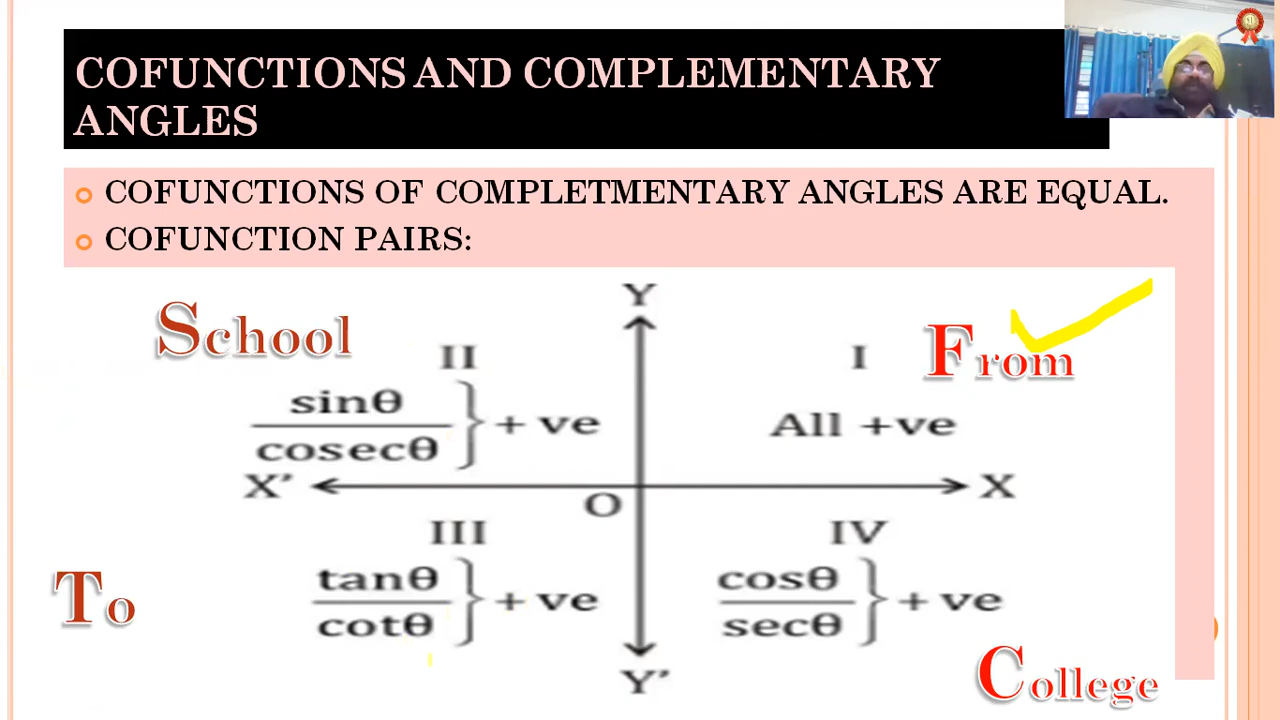 COFUNCTIONS AND COMPLEMENTARY
ANGLES
COFUNCTIONS OF COMPLETMENTARY ANGLES ARE EQUAL.
COFUNCTION PAIRS:
Y
School
From
II
I
sinθ
cosecθ
} + ve
All +ve
X’
X
O
III
IV
To
tanθ
cotθ
} + ve
cosθ
secθ
} + ve
Y’
College